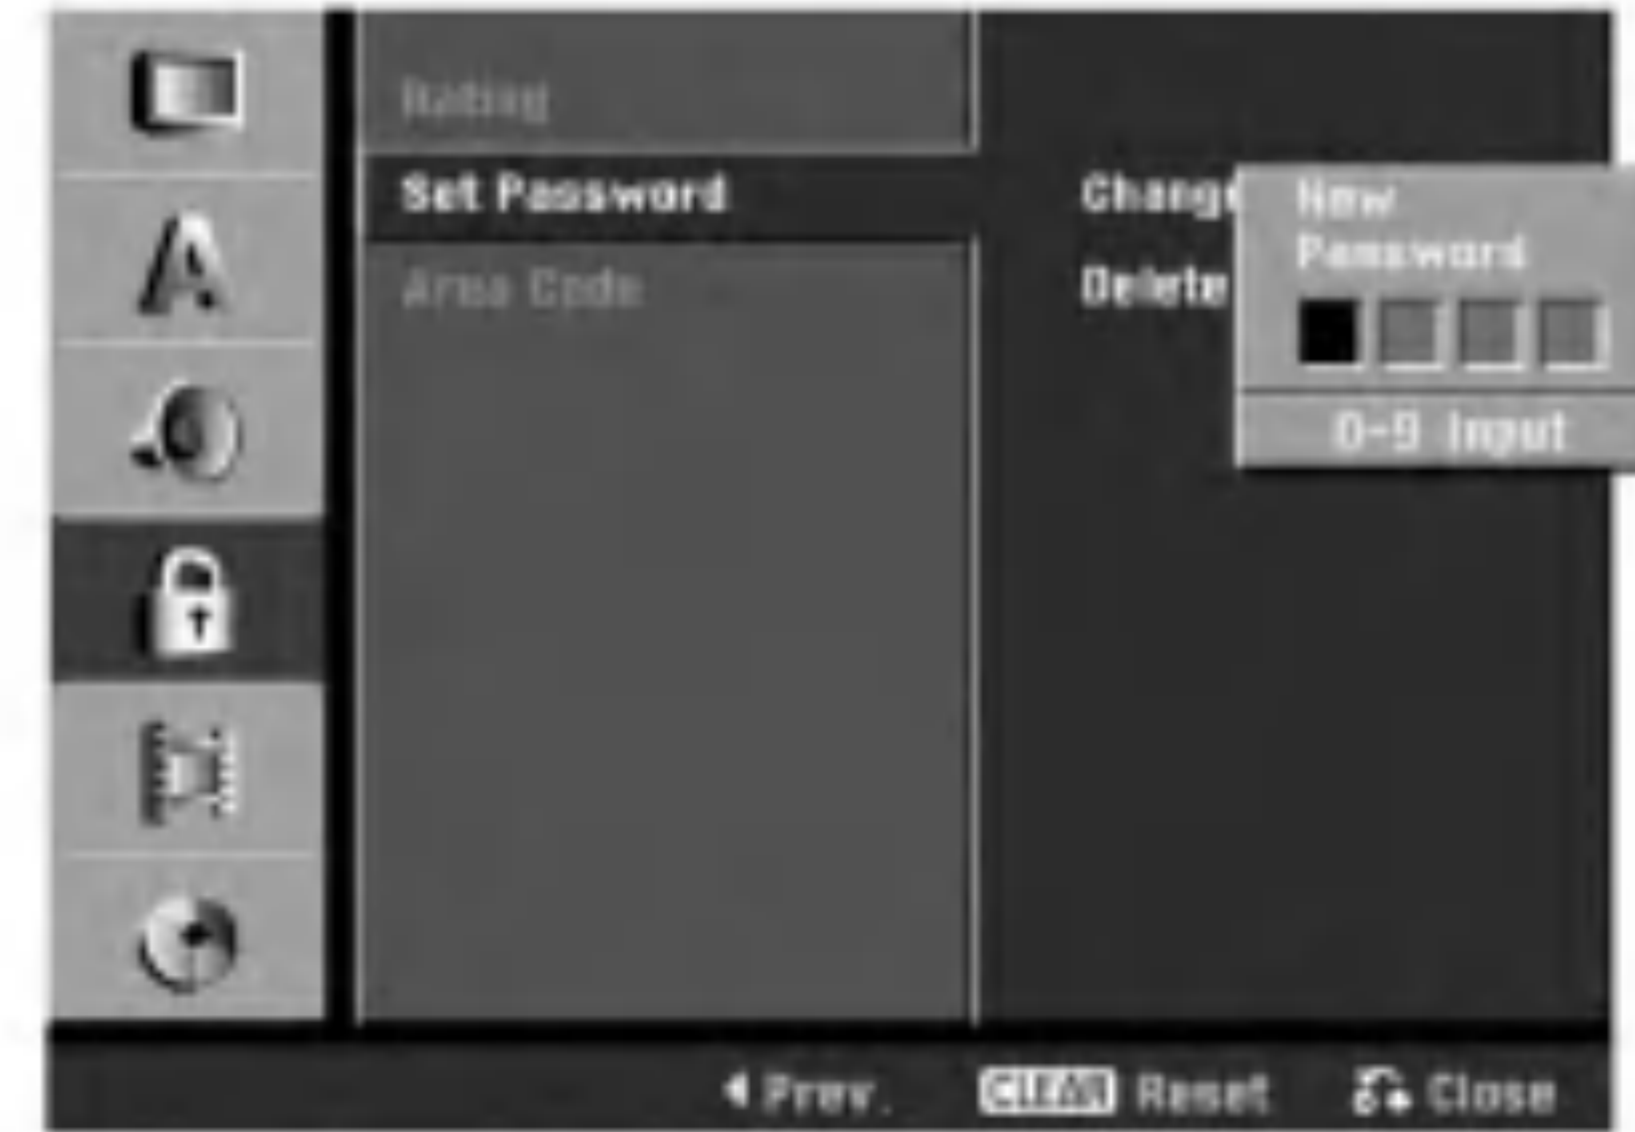 Rating
Set Password
Area Code
Change
Delete
New
Password
0-9 Input
◀ Prev.
CLEAR Reset
Close